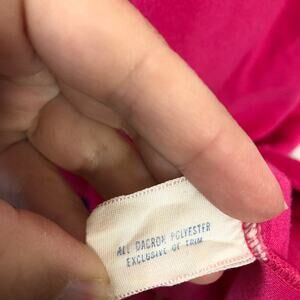 ALL DACRON POLYESTER
EXCLUSIVE OF TRIM